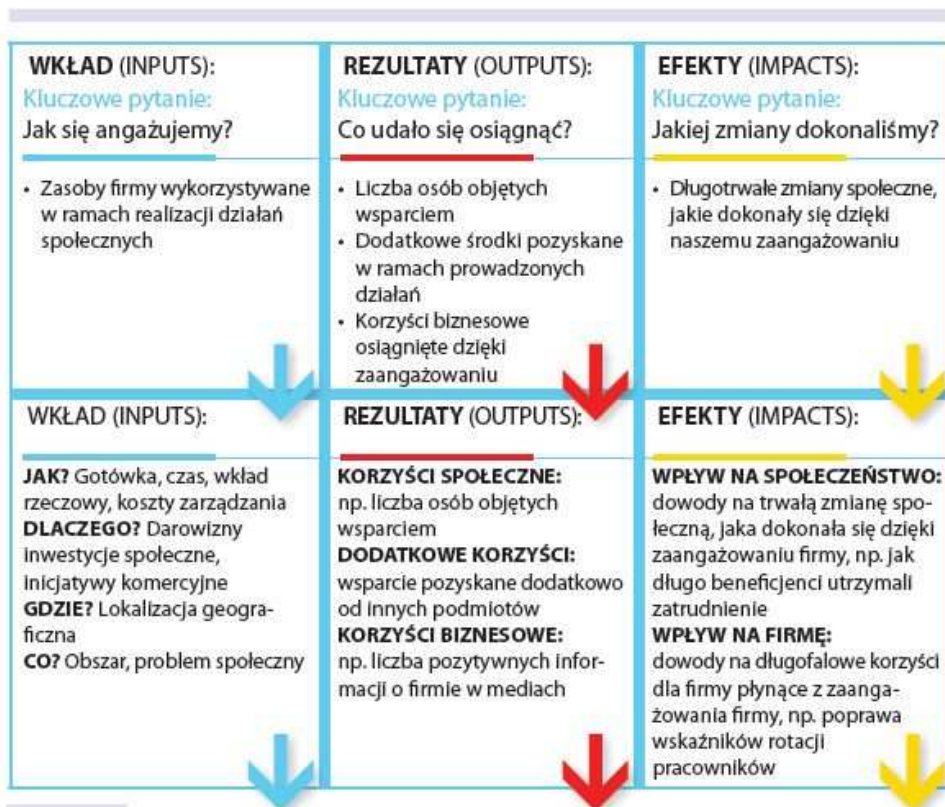 WKŁAD (INPUTS):
Kluczowe pytanie:
Jak się angażujemy?
• Zasoby firmy wykorzystywane
w ramach realizacji działań
społecznych
REZULTATY (OUTPUTS):
Kluczowe pytanie:
Co udało się osiągnąć?
• Liczba osób objętych
wsparciem
• Dodatkowe środki pozyskane
w ramach prowadzonych
działań
• Korzyści biznesowe
osiągnięte dzięki
zaangażowaniu
EFEKTY (IMPACTS):
Kluczowe pytanie:
Jakiej zmiany dokonaliśmy?
• Długotrwałe zmiany społeczne,
jakie dokonały się dzięki
naszemu zaangażowaniu
WKŁAD (INPUTS):
JAK? Gotówka, czas, wkład
rzeczowy, koszty zarządzania
DLACZEGO? Darowizny
inwestycje społeczne,
inicjatywy komercyjne
GDZIE? Lokalizacja geogra-
ficzna
CO? Obszar, problem społeczny
REZULTATY (OUTPUTS):
KORZYŚCI SPOŁECZNE:
np. liczba osób objętych
wsparciem
DODATKOWE KORZYŚCI:
wsparcie pozyskane dodatkowo
od innych podmiotów
KORZYŚCI BIZNESOWE:
np. liczba pozytywnych infor-
macji o firmie w mediach
EFEKTY (IMPACTS):
WPŁYW NA SPOŁECZEŃSTWO:
dowody na trwałą zmianę spo-
łeczną, jaka dokonała się dzięki
zaangażowaniu firmy, np. jak
długo beneficjenci utrzymali
zatrudnienie
WPŁYW NA FIRMĘ:
dowody na długofalowe korzyści
dla firmy płynące z zaanga-
żowania firmy, np. poprawa
wskaźników rotacji
pracowników